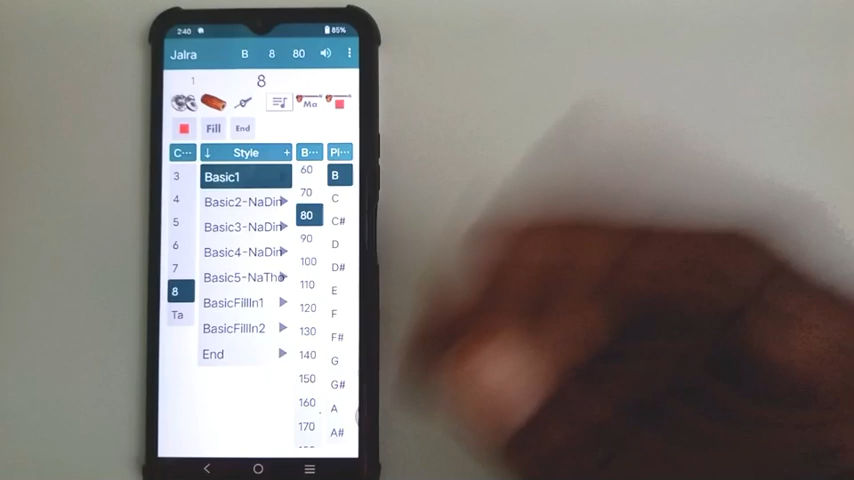 2:40 85%
Jalra B 8 80
1 8
Ma
Fill End
C... ↓ Style + B... Pl...
3 Basic1 60 B
4 Basic2-NaDin 70 C
5 Basic3-NaDin 80 C#
6 Basic4-NaDin 90 D
7 Basic5-NaTho 100 D#
8 BasicFillIn1 110 E
Ta BasicFillIn2 120 F
End 130 F#
140 G
150 G#
160 A
170 A#